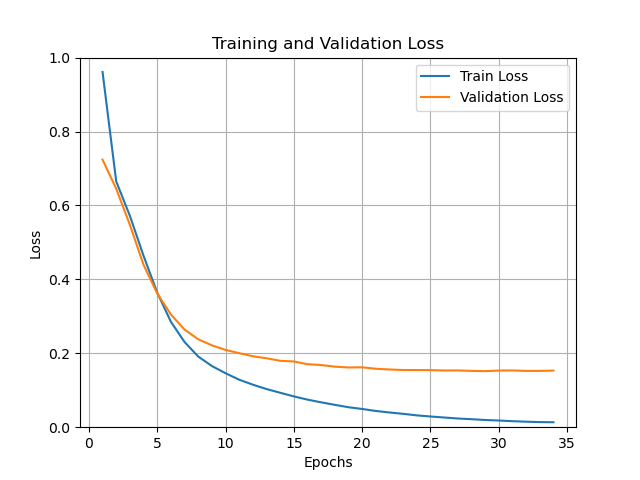 Training and Validation Loss
Train Loss
Validation Loss
1.0
0.8
0.6
0.4
0.2
0.0
Loss
0 5 10 15 20 25 30 35
Epochs